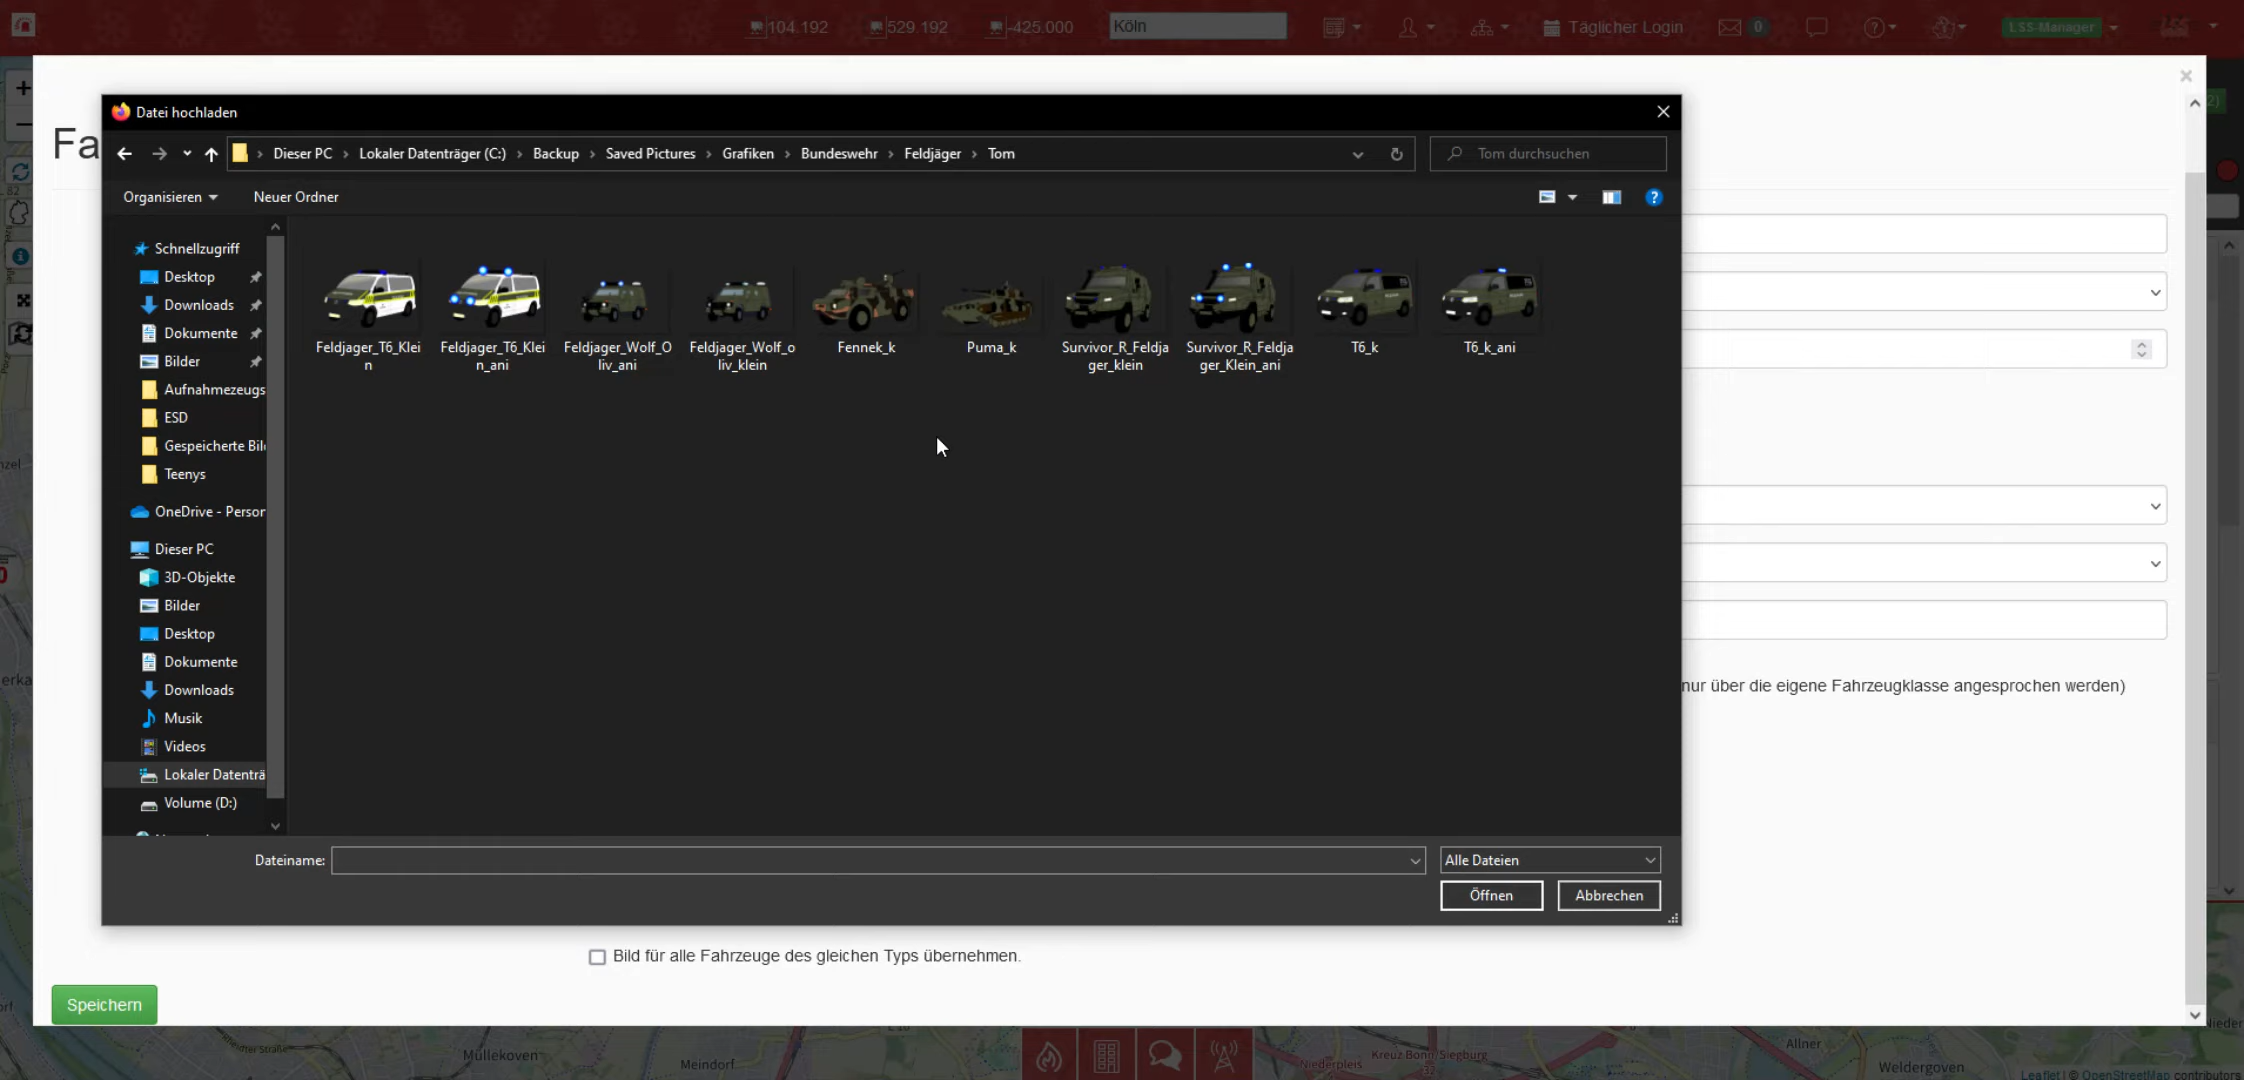 104.192
529.192
-425.000
Köln
Täglicher Login
0
LSS-Manager
Fa
Datei hochladen
Dieser PC
Lokaler Datenträger (C:)
Backup
Saved Pictures
Grafiken
Bundeswehr
Feldjäger
Tom
Tom durchsuchen
Organisieren
Neuer Ordner
Schnellzugriff
Desktop
Downloads
Dokumente
Bilder
Aufnahmezeugs
ESD
Gespeicherte Bil
Teenys
OneDrive - Person
Dieser PC
3D-Objekte
Bilder
Desktop
Dokumente
Downloads
Musik
Videos
Lokaler Datenträ
Volume (D:)
Feldjager_T6_Klei
n
Feldjager_T6_Klei
n_ani
Feldjager_Wolf_O
liv_ani
Feldjager_Wolf_o
liv_klein
Fennek_k
Puma_k
Survivor_R_Feldja
ger_klein
Survivor_R_Feldja
ger_Klein_ani
T6_k
T6_k_ani
nur über die eigene Fahrzeugklasse angesprochen werden)
Dateiname:
Alle Dateien
Öffnen
Abbrechen
Bild für alle Fahrzeuge des gleichen Typs übernehmen.
Speichern
Müllekoven
Meindorf
Niederpleis
Kreuz Bonn/Siegburg
32
Allner
Weldergoven
Leaflet | © OpenStreetMap contributors